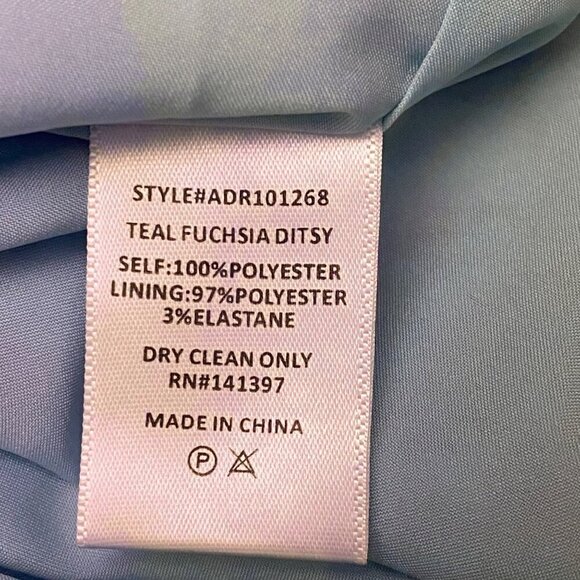 STYLE#ADR101268
TEAL FUCHSIA DITSY
SELF:100%POLYESTER
LINING:97%POLYESTER
3%ELASTANE
DRY CLEAN ONLY
RN#141397
MADE IN CHINA
P